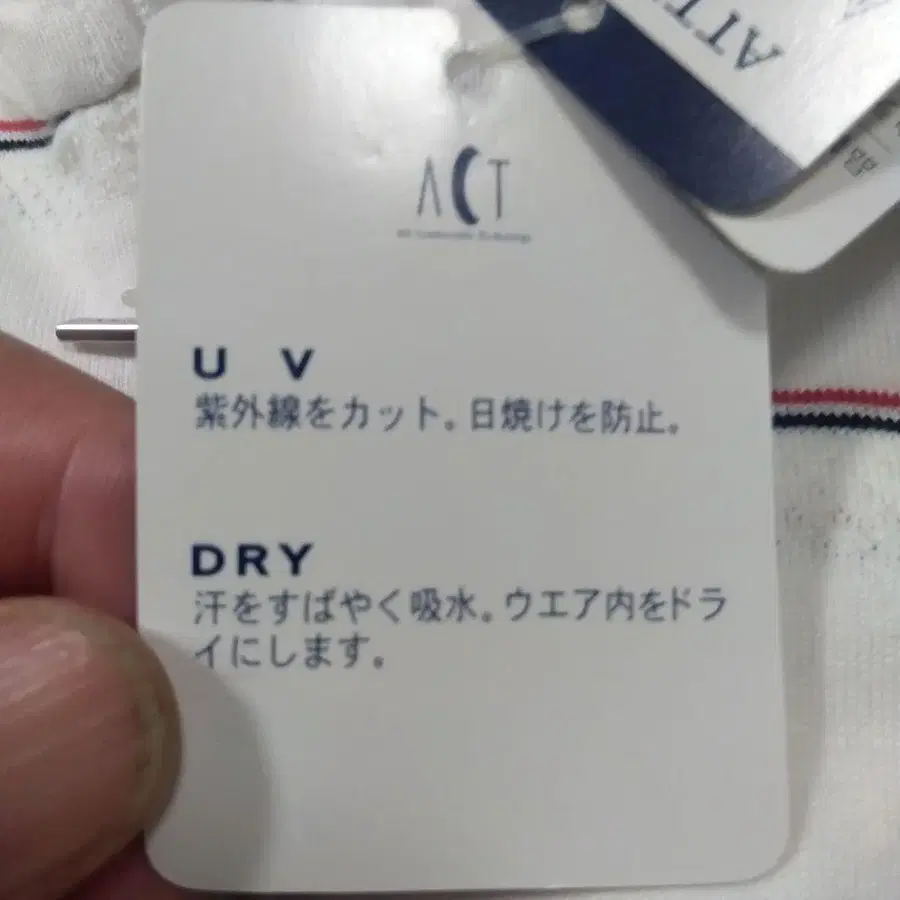 ATT
ACT
U V
紫外線をカット。日焼けを防止。
DRY
汗をすばやく吸水。ウエア内をドラ
イにします。